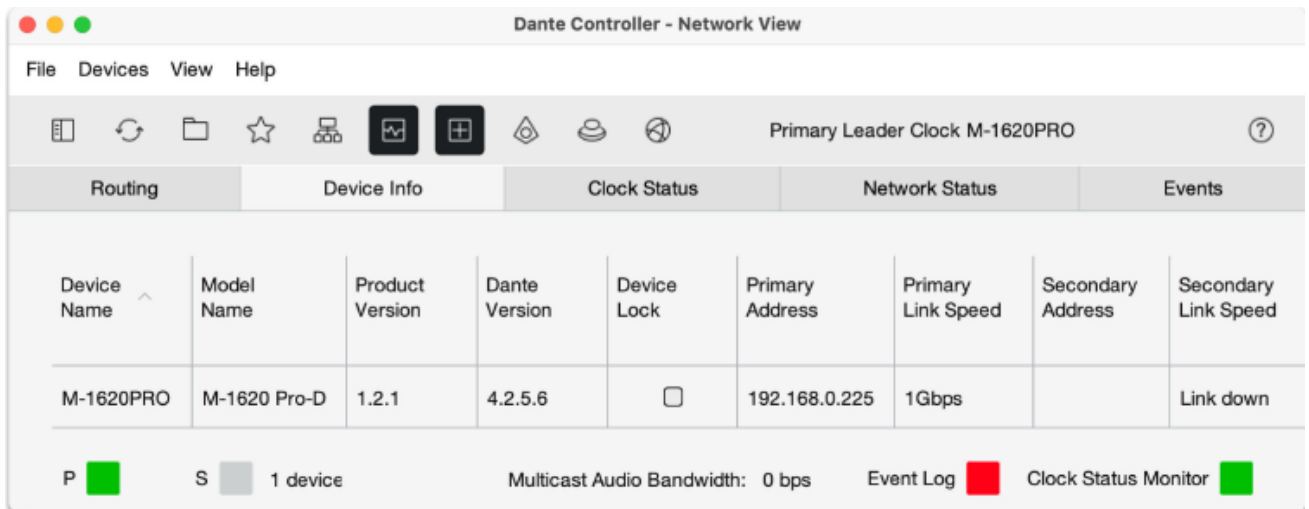 Dante Controller - Network View
File Devices View Help
Primary Leader Clock M-1620PRO
Routing Device Info Clock Status Network Status Events
Device Name Model Name Product Version Dante Version Device Lock Primary Address Primary Link Speed Secondary Address Secondary Link Speed
M-1620PRO M-1620 Pro-D 1.2.1 4.2.5.6 192.168.0.225 1Gbps Link down
P S 1 device Multicast Audio Bandwidth: 0 bps Event Log Clock Status Monitor